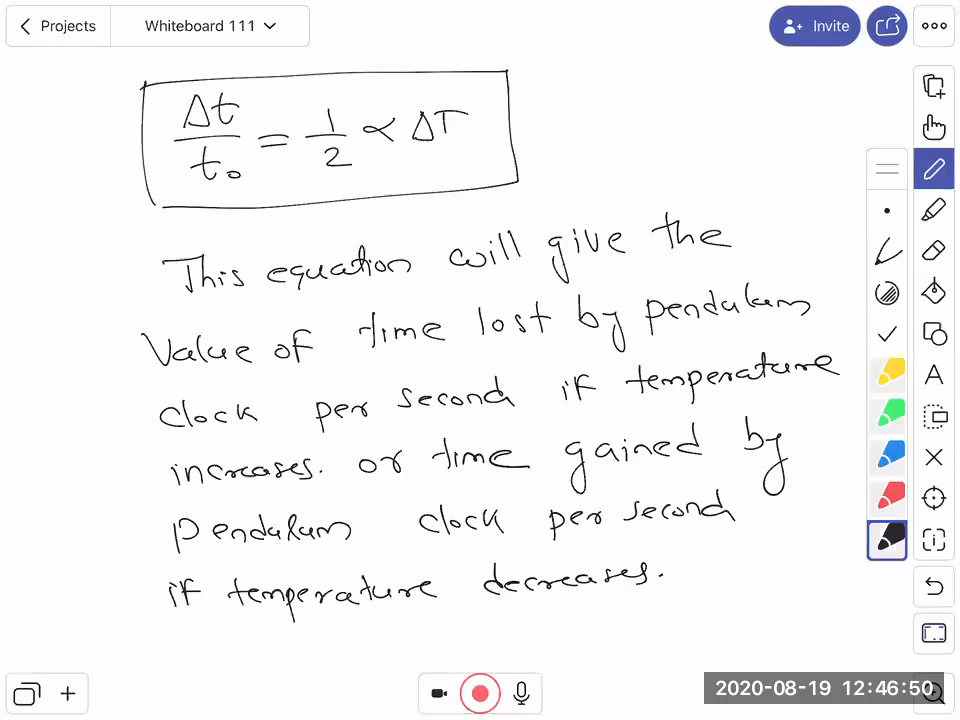 Projects
Whiteboard 111
Invite
Δt/t₀ = 1/2 ∝ ΔT
This equation will give the
Value of time lost by pendulam
clock per second if temperature
increases. or time gained by
pendulam clock per second
if temperature decreases.
2020-08-19 12:46:50